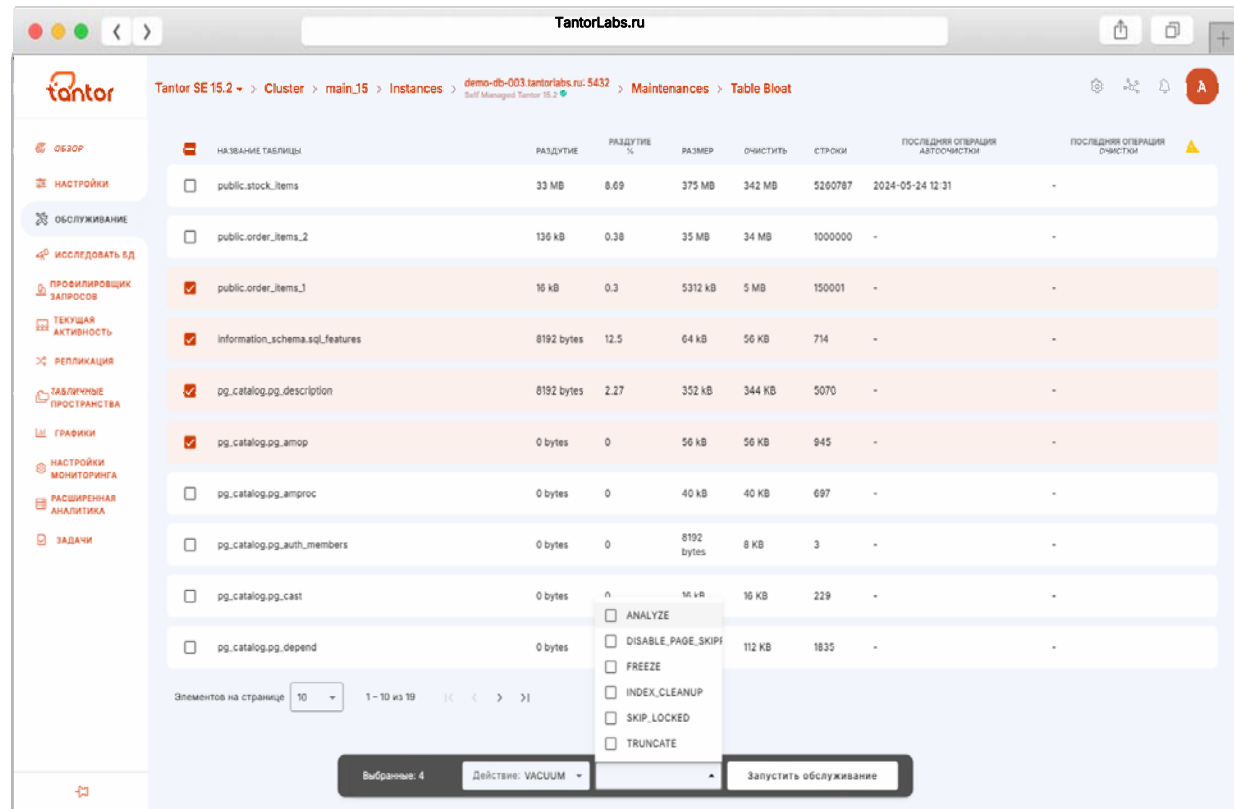 TantorLabs.ru
tantor
Tantor SE 15.2 > Cluster > main_15 > Instances > demo-db-003.tantorlabs.ru: 5432 > Maintenances > Table Bloat
Self Managed Tantor 15.2
A
ОБЗОР
НАСТРОЙКИ
ОБСЛУЖИВАНИЕ
ИССЛЕДОВАТЬ БД
ПРОФИЛИРОВЩИК
ЗАПРОСОВ
ТЕКУЩАЯ
АКТИВНОСТЬ
РЕПЛИКАЦИЯ
ТАБЛИЧНЫЕ
ПРОСТРАНСТВА
ГРАФИКИ
НАСТРОЙКИ
МОНИТОРИНГА
РАСШИРЕННАЯ
АНАЛИТИКА
ЗАДАЧИ
НАЗВАНИЕ ТАБЛИЦЫ РАЗДУТИЕ РАЗДУТИЕ % РАЗМЕР ОЧИСТИТЬ СТРОКИ ПОСЛЕДНЯЯ ОПЕРАЦИЯ АВТООЧИСТКИ ПОСЛЕДНЯЯ ОПЕРАЦИЯ ОЧИСТКИ
public.stock_items 33 MB 8.69 375 MB 342 MB 5260787 2024-05-24 12:31 -
public.order_items_2 136 kB 0.38 35 MB 34 MB 1000000 - -
public.order_items_1 16 kB 0.3 5312 kB 5 MB 150001 - -
information_schema.sql_features 8192 bytes 12.5 64 kB 56 KB 714 - -
pg_catalog.pg_description 8192 bytes 2.27 352 kB 344 KB 5070 - -
pg_catalog.pg_amop 0 bytes 0 56 kB 56 KB 945 - -
pg_catalog.pg_amproc 0 bytes 0 40 kB 40 KB 697 - -
pg_catalog.pg_auth_members 0 bytes 0 8192 bytes 8 KB 3 - -
pg_catalog.pg_cast 0 bytes 0 16 kB 16 KB 229 - -
pg_catalog.pg_depend 0 bytes 112 KB 1835 - -
ANALYZE
DISABLE_PAGE_SKIPP
FREEZE
INDEX_CLEANUP
SKIP_LOCKED
TRUNCATE
Элементов на странице 10 1 – 10 из 19
Выбранные: 4 Действие: VACUUM Запустить обслуживание